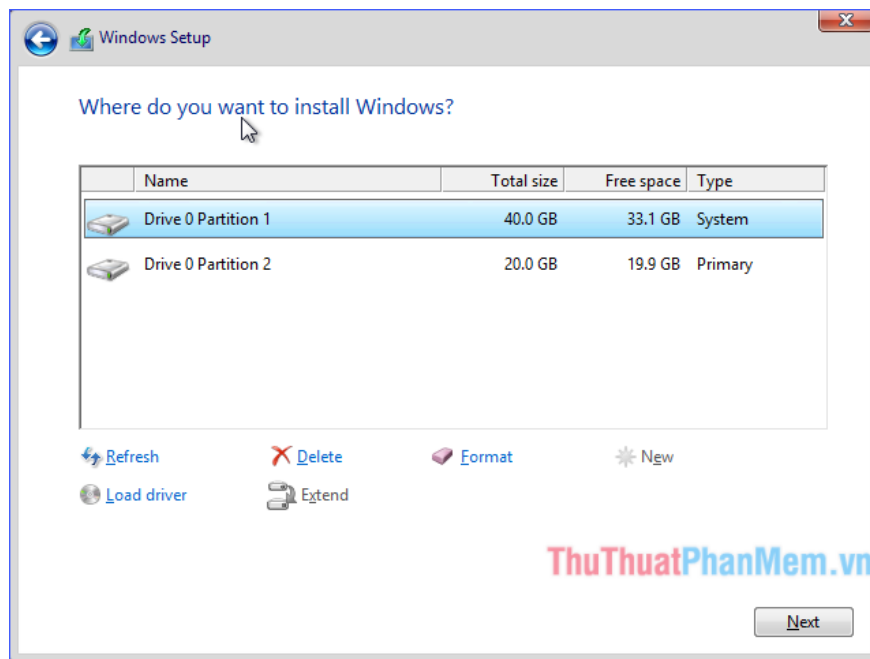 Windows Setup
Where do you want to install Windows?
Name Total size Free space Type
Drive 0 Partition 1 40.0 GB 33.1 GB System
Drive 0 Partition 2 20.0 GB 19.9 GB Primary
Refresh Delete Format New
Load driver Extend
ThuThuatPhanMem.vn
Next